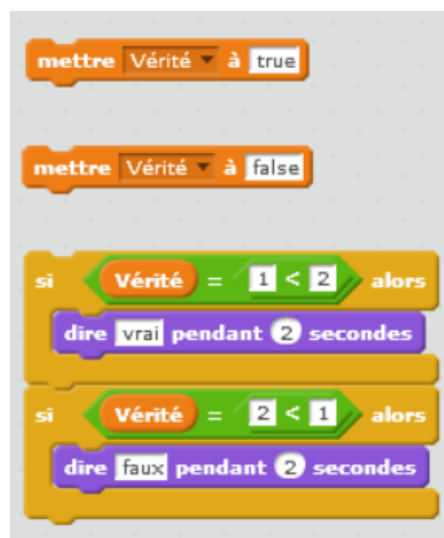 mettre Vérité à true
mettre Vérité à false
si Vérité = 1 < 2 alors
dire vrai pendant 2 secondes
si Vérité = 2 < 1 alors
dire faux pendant 2 secondes